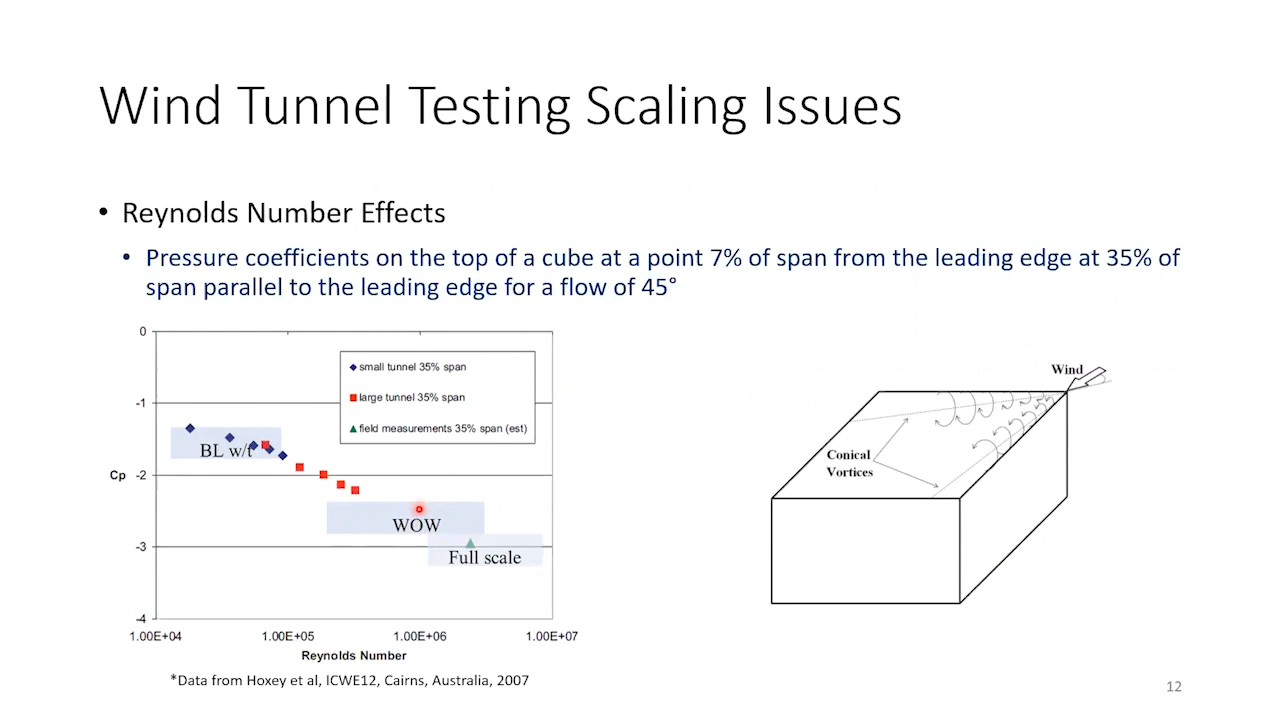 Wind Tunnel Testing Scaling Issues
• Reynolds Number Effects
• Pressure coefficients on the top of a cube at a point 7% of span from the leading edge at 35% of
span parallel to the leading edge for a flow of 45°
0
-1
-2
-3
-4
Cp
small tunnel 35% span
large tunnel 35% span
field measurements 35% span (est)
BL w/t
WOW
Full scale
1.00E+04 1.00E+05 1.00E+06 1.00E+07
Reynolds Number
*Data from Hoxey et al, ICWE12, Cairns, Australia, 2007
Wind
Conical
Vortices
12